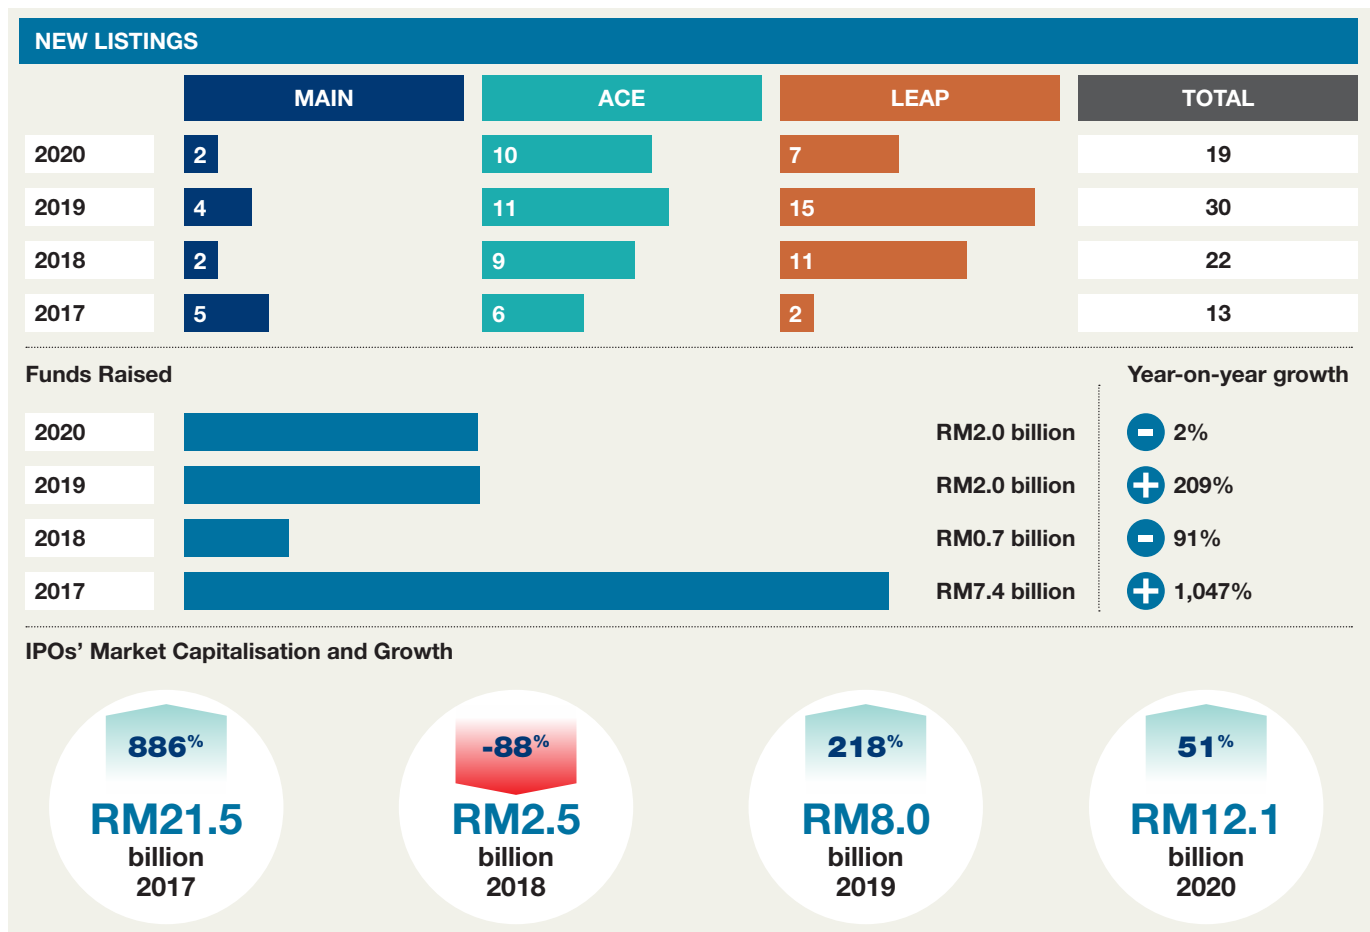 NEW LISTINGS
MAIN ACE LEAP TOTAL
2020 2 10 7 19
2019 4 11 15 30
2018 2 9 11 22
2017 5 6 2 13
Funds Raised Year-on-year growth
2020 RM2.0 billion - 2%
2019 RM2.0 billion + 209%
2018 RM0.7 billion - 91%
2017 RM7.4 billion + 1,047%
IPOs’ Market Capitalisation and Growth
886%
RM21.5
billion
2017
-88%
RM2.5
billion
2018
218%
RM8.0
billion
2019
51%
RM12.1
billion
2020